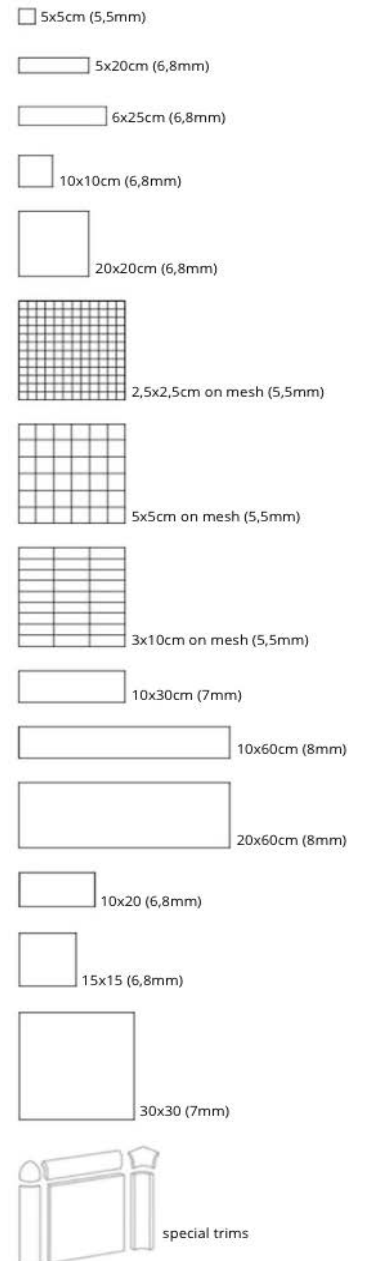 5x5cm (5,5mm)
5x20cm (6,8mm)
6x25cm (6,8mm)
10x10cm (6,8mm)
20x20cm (6,8mm)
2,5x2,5cm on mesh (5,5mm)
5x5cm on mesh (5,5mm)
3x10cm on mesh (5,5mm)
10x30cm (7mm)
10x60cm (8mm)
20x60cm (8mm)
10x20 (6,8mm)
15x15 (6,8mm)
30x30 (7mm)
special trims